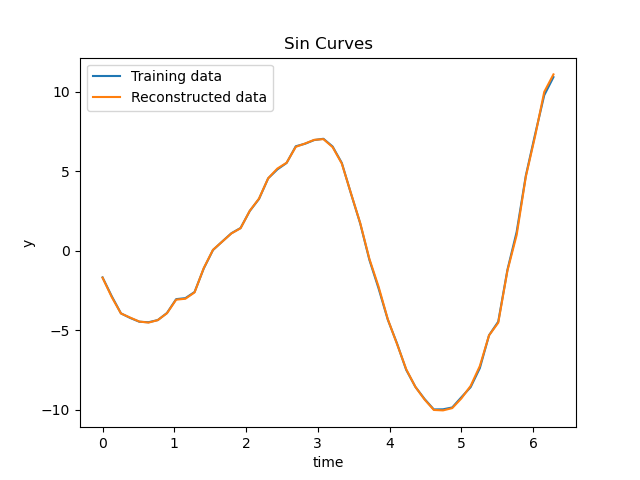 Sin Curves
Training data
Reconstructed data
10
5
0
−5
−10
y
0 1 2 3 4 5 6
time